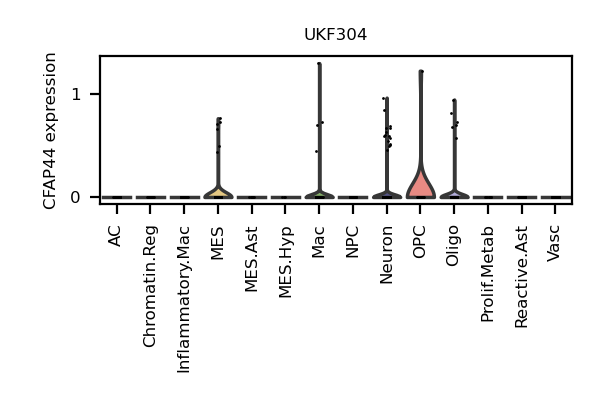 UKF304
CFAP44 expression
1
0
AC
Chromatin.Reg
Inflammatory.Mac
MES
MES.Ast
MES.Hyp
Mac
NPC
Neuron
OPC
Oligo
Prolif.Metab
Reactive.Ast
Vasc